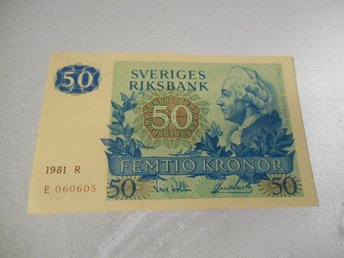 50
SVERIGES
RIKSBANK
50
FEMTIO KRONOR
1981 R
E 060605
50
50